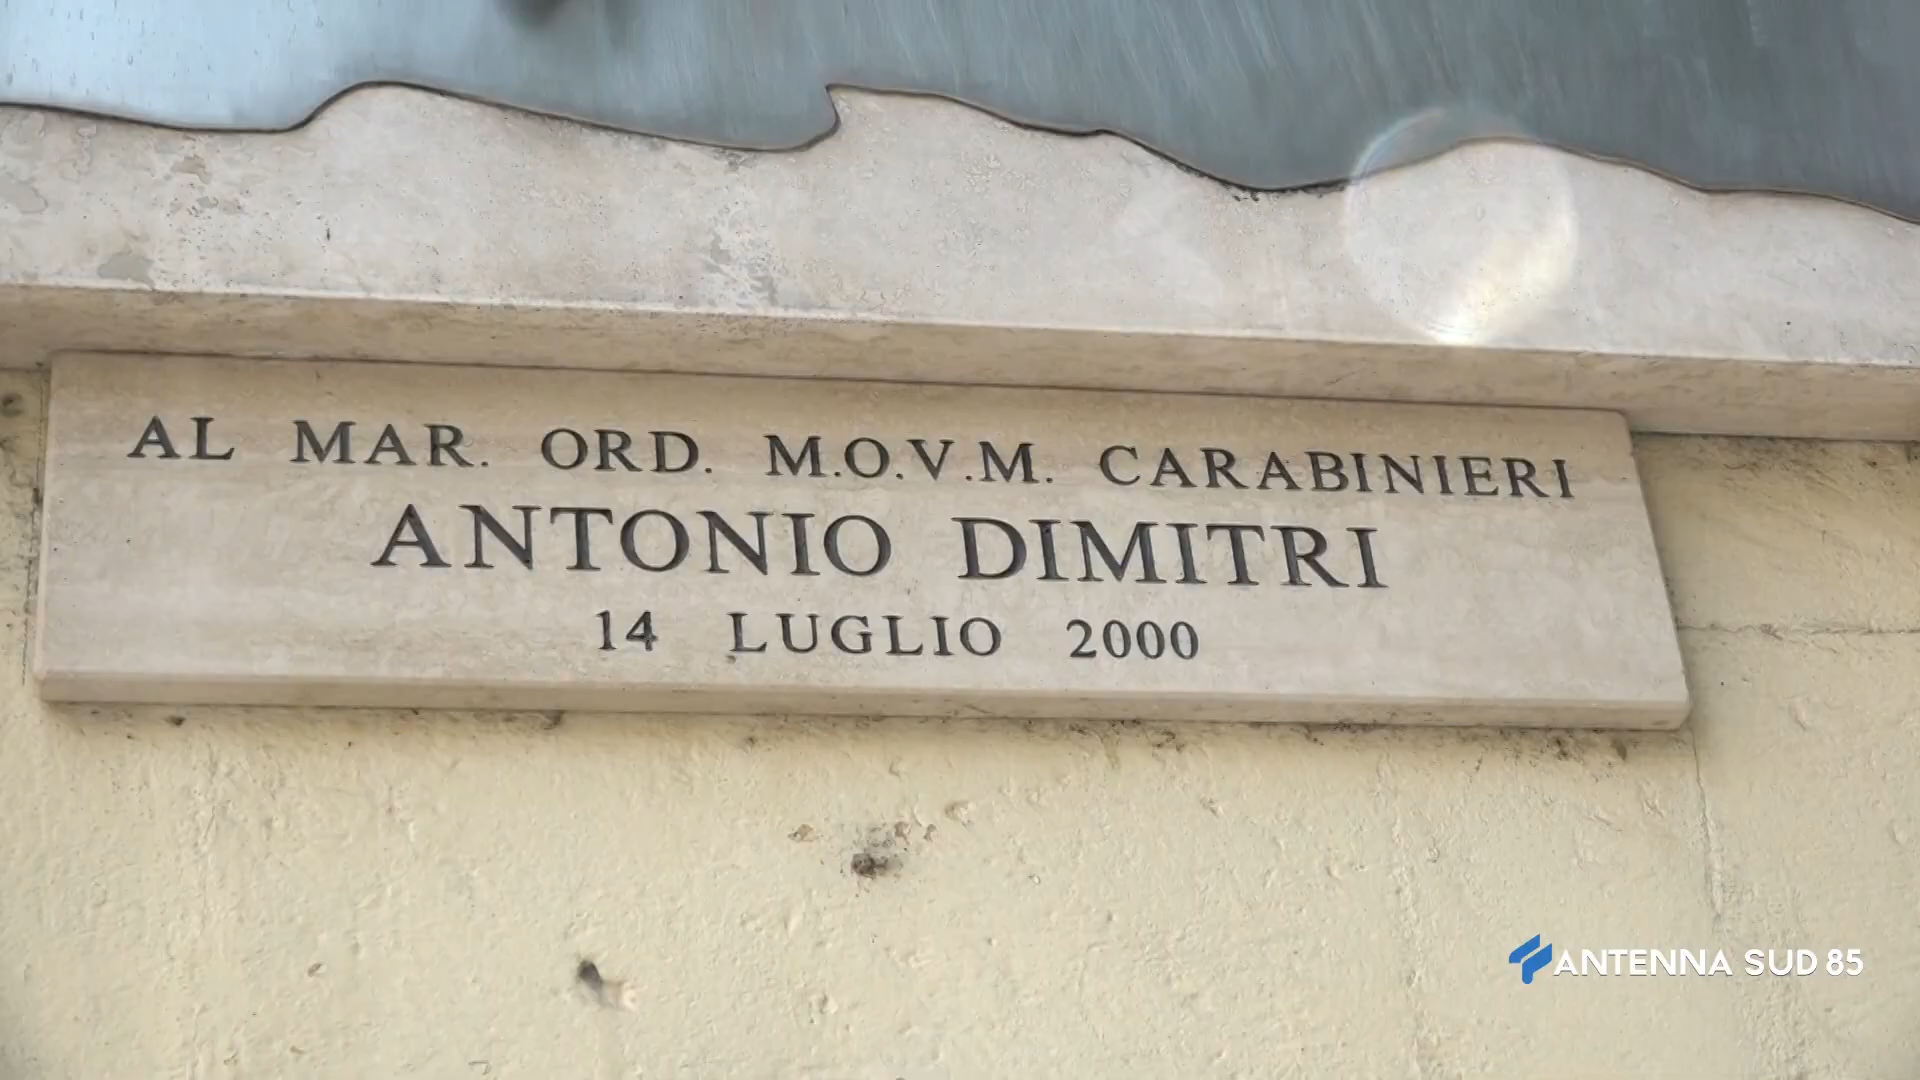 AL MAR. ORD. M.O.V.M. CARABINIERI
ANTONIO DIMITRI
14 LUGLIO 2000
ANTENNA SUD 85